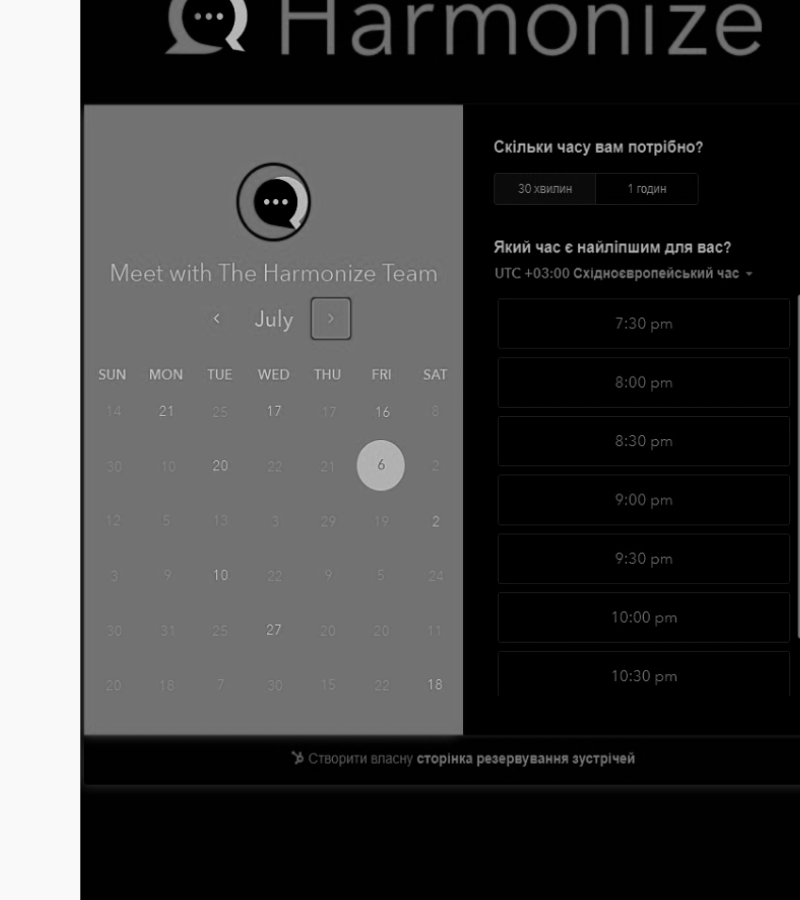 Harmonize
Meet with The Harmonize Team
July
SUN MON TUE WED THU FRI SAT
14 21 25 17 17 16 8
30 10 20 22 21 6 2
12 5 13 3 29 19 2
3 9 10 22 9 5 24
30 31 25 27 20 20 11
20 18 7 30 15 22 18
Скільки часу вам потрібно?
30 хвилин 1 годин
Який час є найліпшим для вас?
UTC +03:00 Східноєвропейський час
7:30 pm
8:00 pm
8:30 pm
9:00 pm
9:30 pm
10:00 pm
10:30 pm
Створити власну сторінка резервування зустрічей